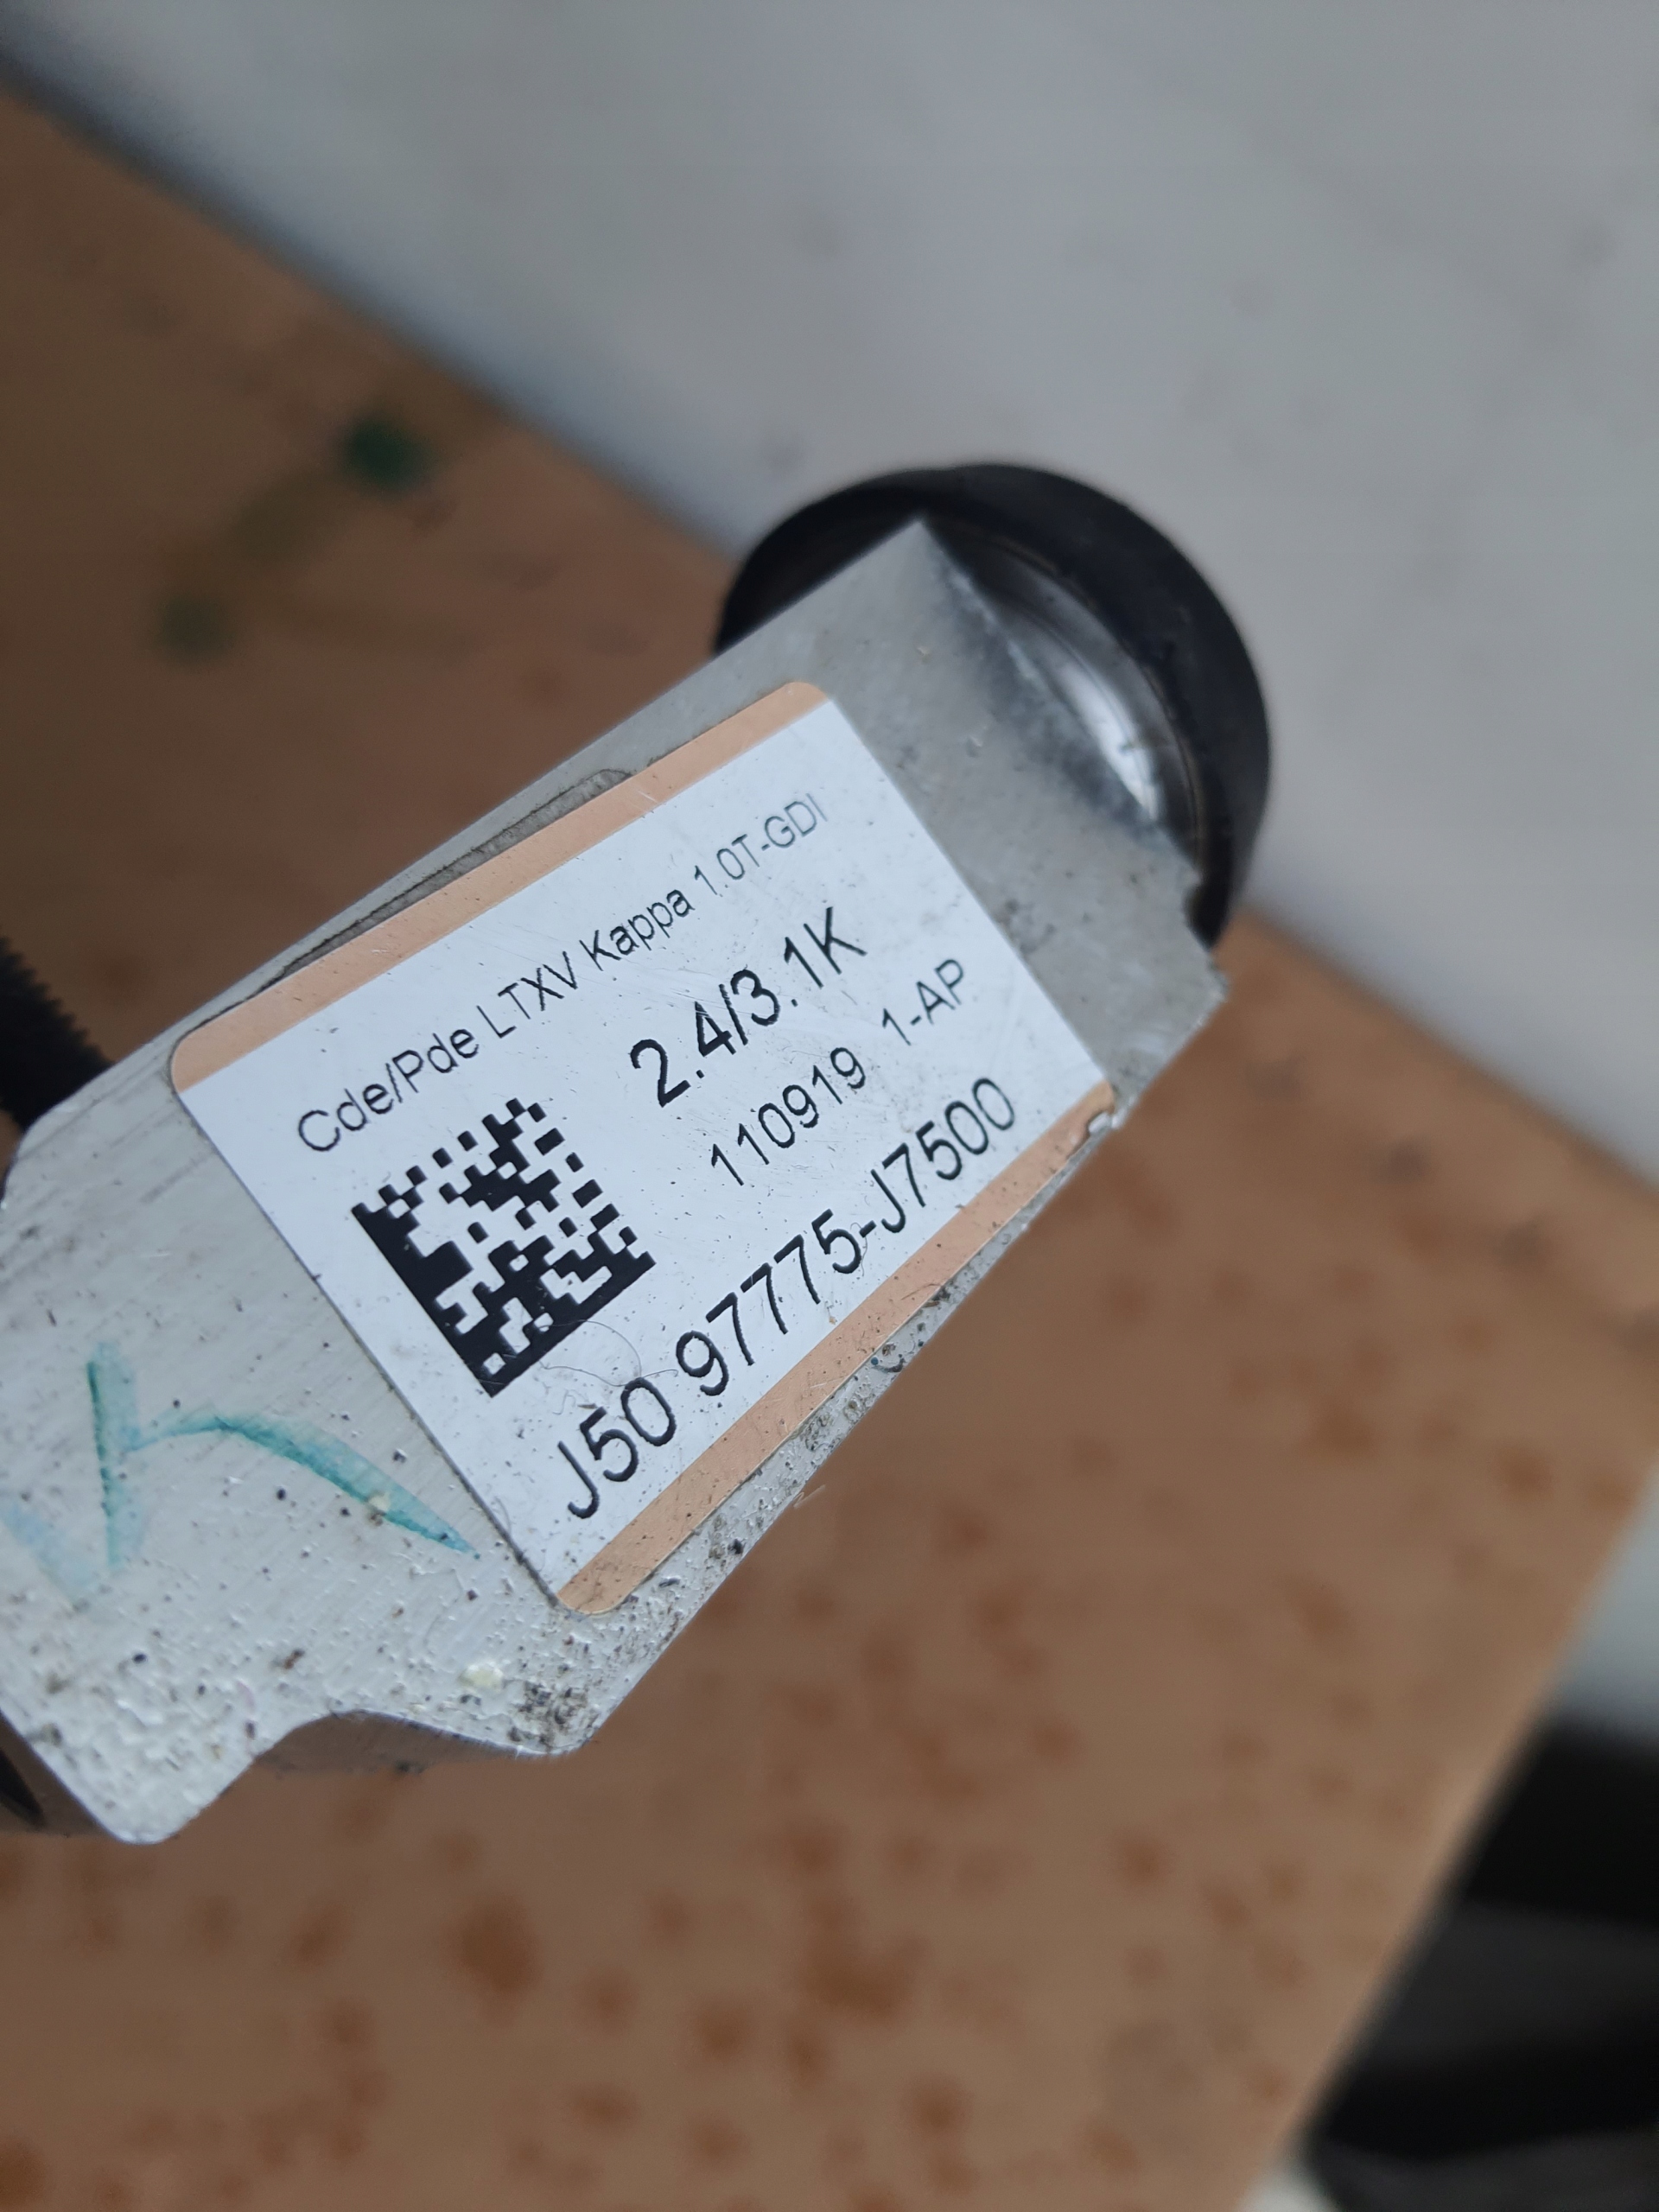 Cde/Pde LTXV Kappa 1.0T-GDI
2.4/3.1K
110919 1-AP
J50 97775-J7500